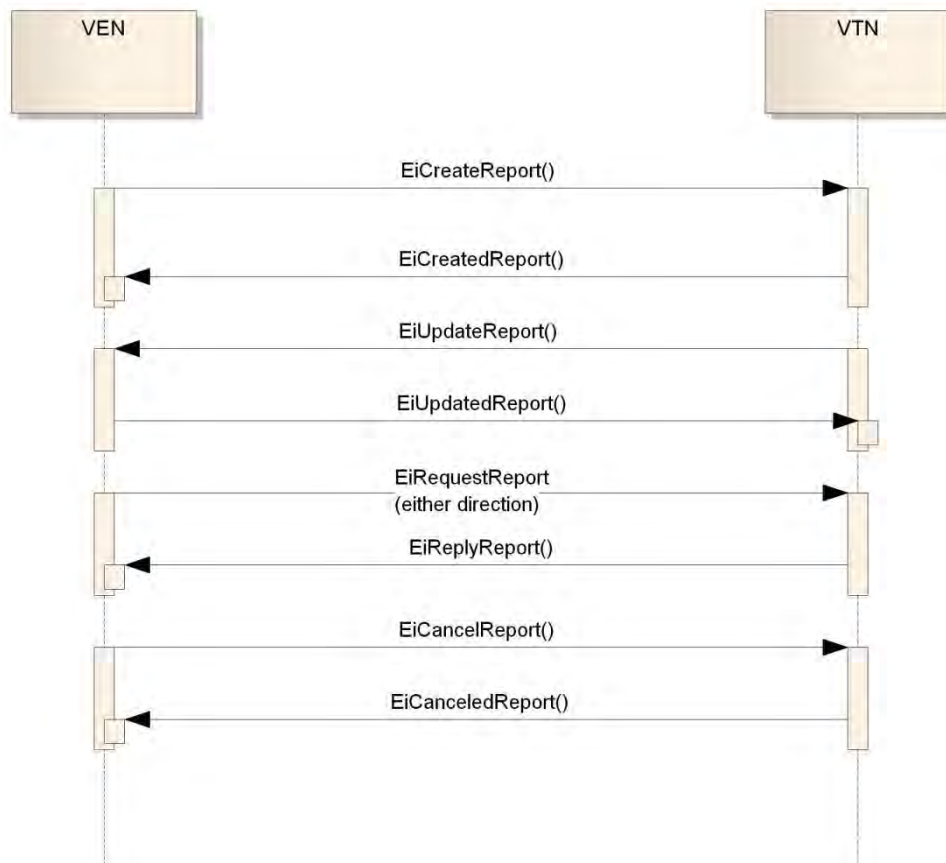 VEN
VTN
EiCreateReport()
EiCreatedReport()
EiUpdateReport()
EiUpdatedReport()
EiRequestReport
(either direction)
EiReplyReport()
EiCancelReport()
EiCanceledReport()